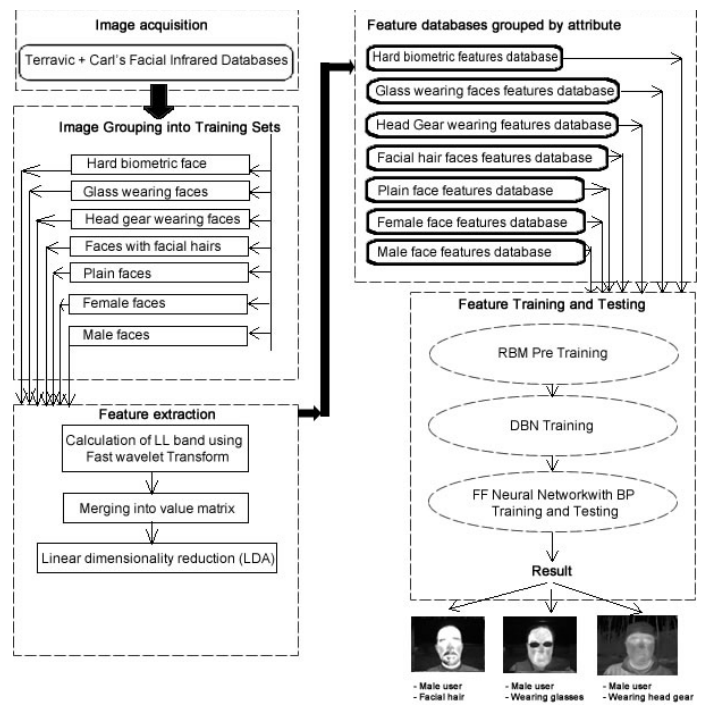 Image acquisition
Terravic + Carl's Facial Infrared Databases
Image Grouping into Training Sets
Hard biometric face
Glass wearing faces
Head gear wearing faces
Faces with facial hairs
Plain faces
Female faces
Male faces
Feature extraction
Calculation of LL band using
Fast wavelet Transform
Merging into value matrix
Linear dimensionality reduction (LDA)
Feature databases grouped by attribute
Hard biometric features database
Glass wearing faces features database
Head Gear wearing features database
Facial hair faces features database
Plain face features database
Female face features database
Male face features database
Feature Training and Testing
RBM Pre Training
DBN Training
FF Neural Networkwith BP
Training and Testing
Result
- Male user
- Facial hair
- Male user
- Wearing glasses
- Male user
- Wearing head gear